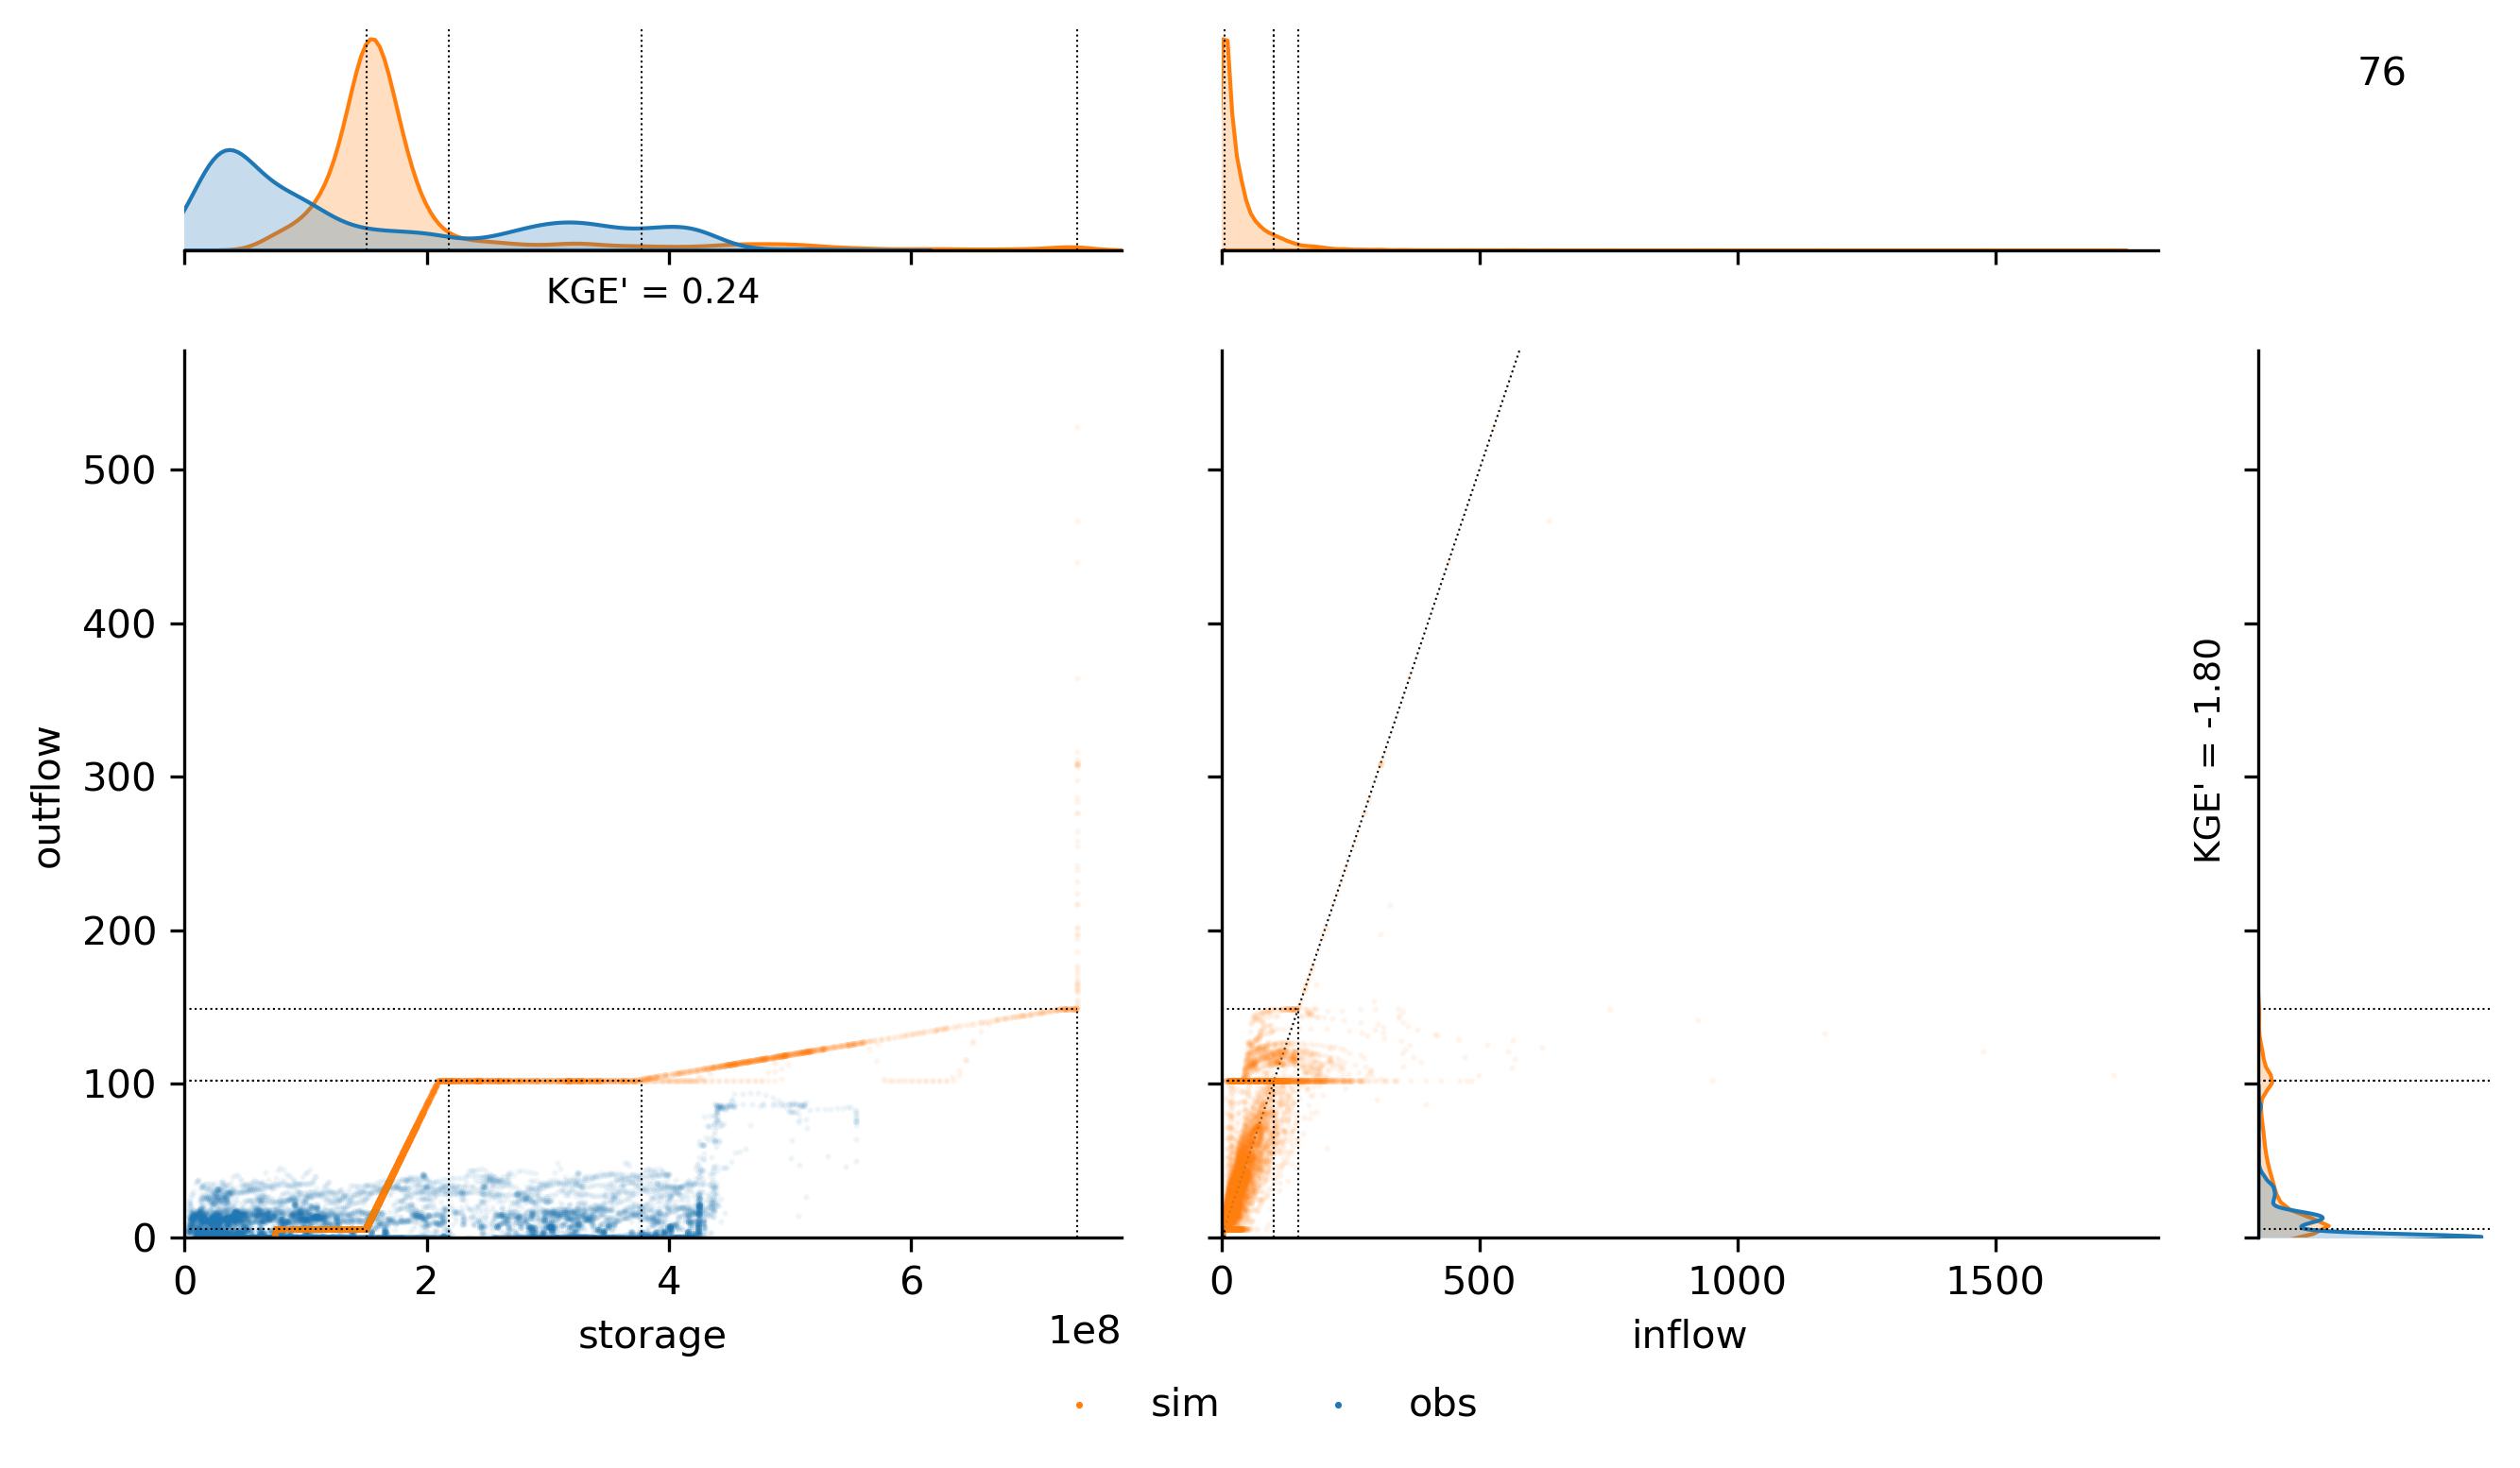 76
KGE' = 0.24
500
400
300
200
100
0
outflow
KGE' = -1.80
0 2 4 6
0 500 1000 1500
storage
1e8
inflow
sim obs